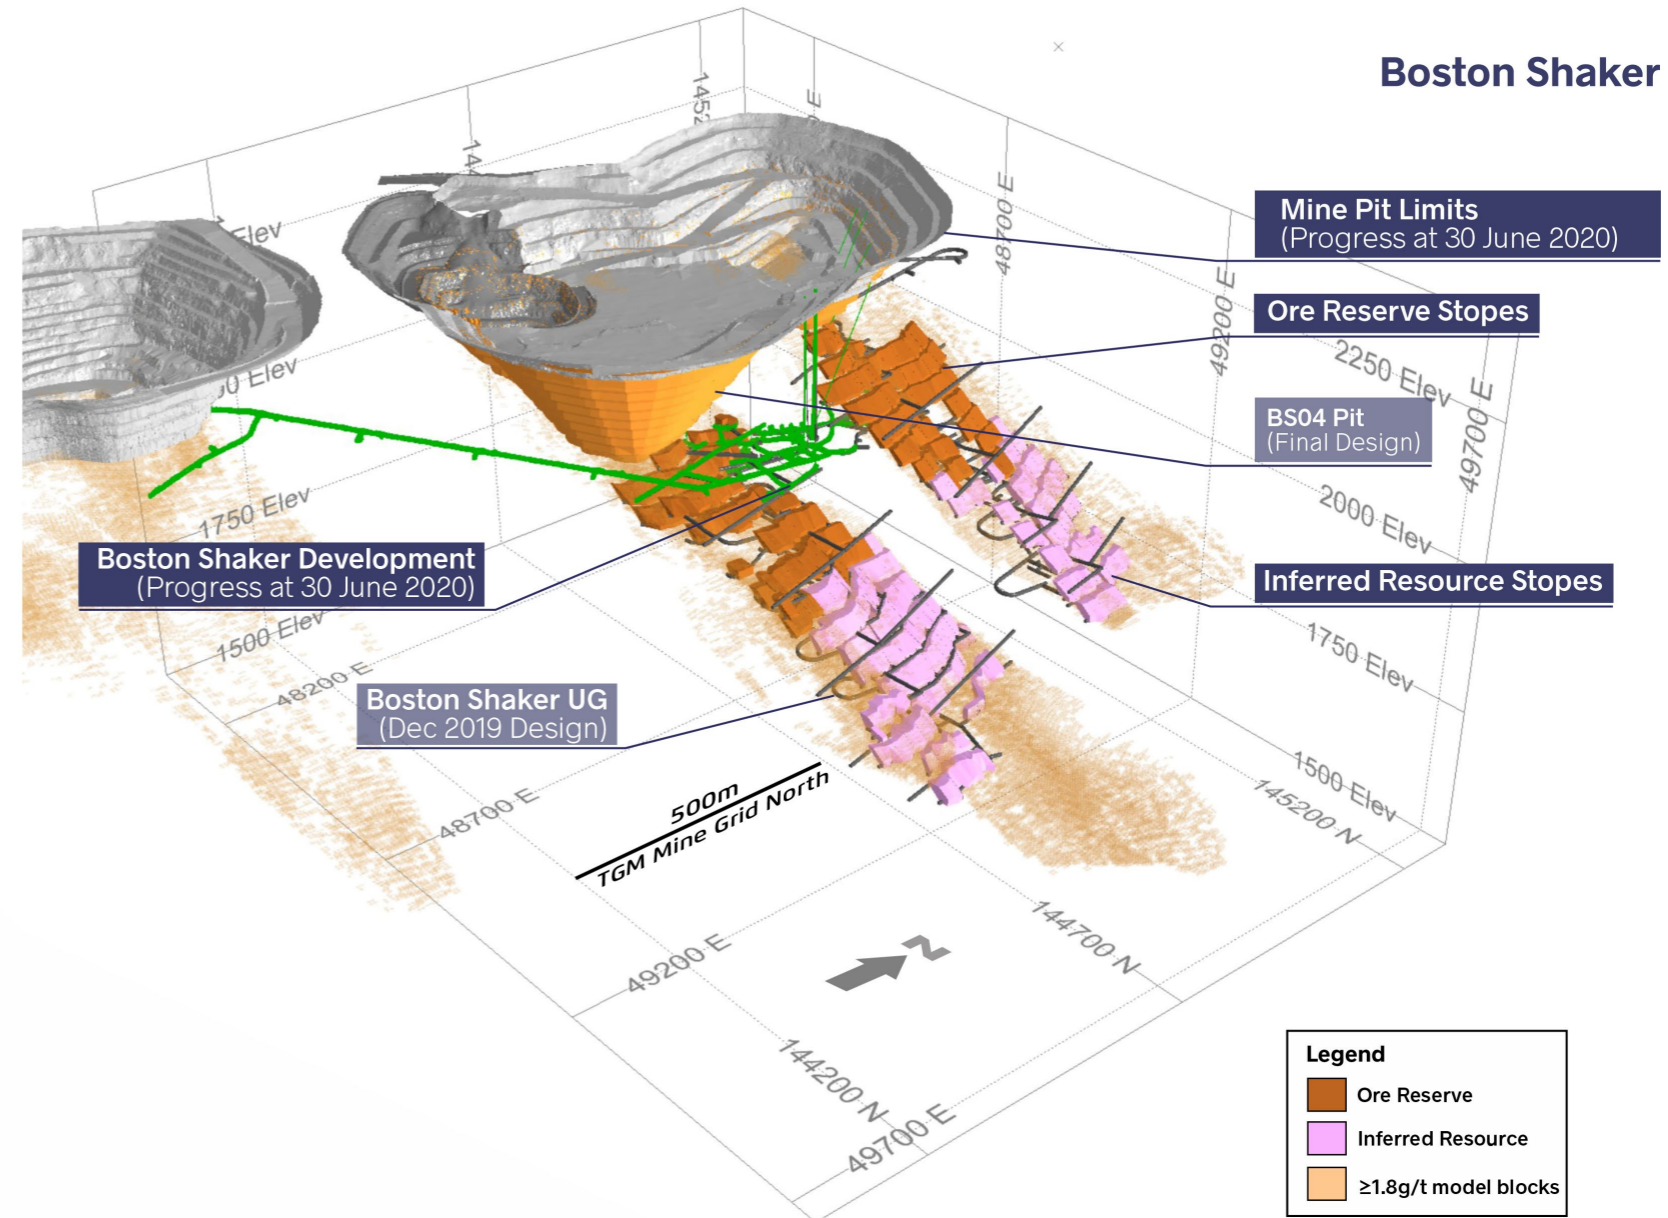 Boston Shaker
Mine Pit Limits
(Progress at 30 June 2020)
Ore Reserve Stopes
BS04 Pit
(Final Design)
Inferred Resource Stopes
Boston Shaker Development
(Progress at 30 June 2020)
Boston Shaker UG
(Dec 2019 Design)
500m
TGM Mine Grid North
N
Elev
Elev
1750 Elev
1500 Elev
48200 E
48700 E
49200 E
49700 E
144200 N
144700 N
145200 N
E
48700 E
49200 E
49700 E
2250 Elev
2000 Elev
1750 Elev
1500 Elev
Legend
Ore Reserve
Inferred Resource
≥1.8g/t model blocks